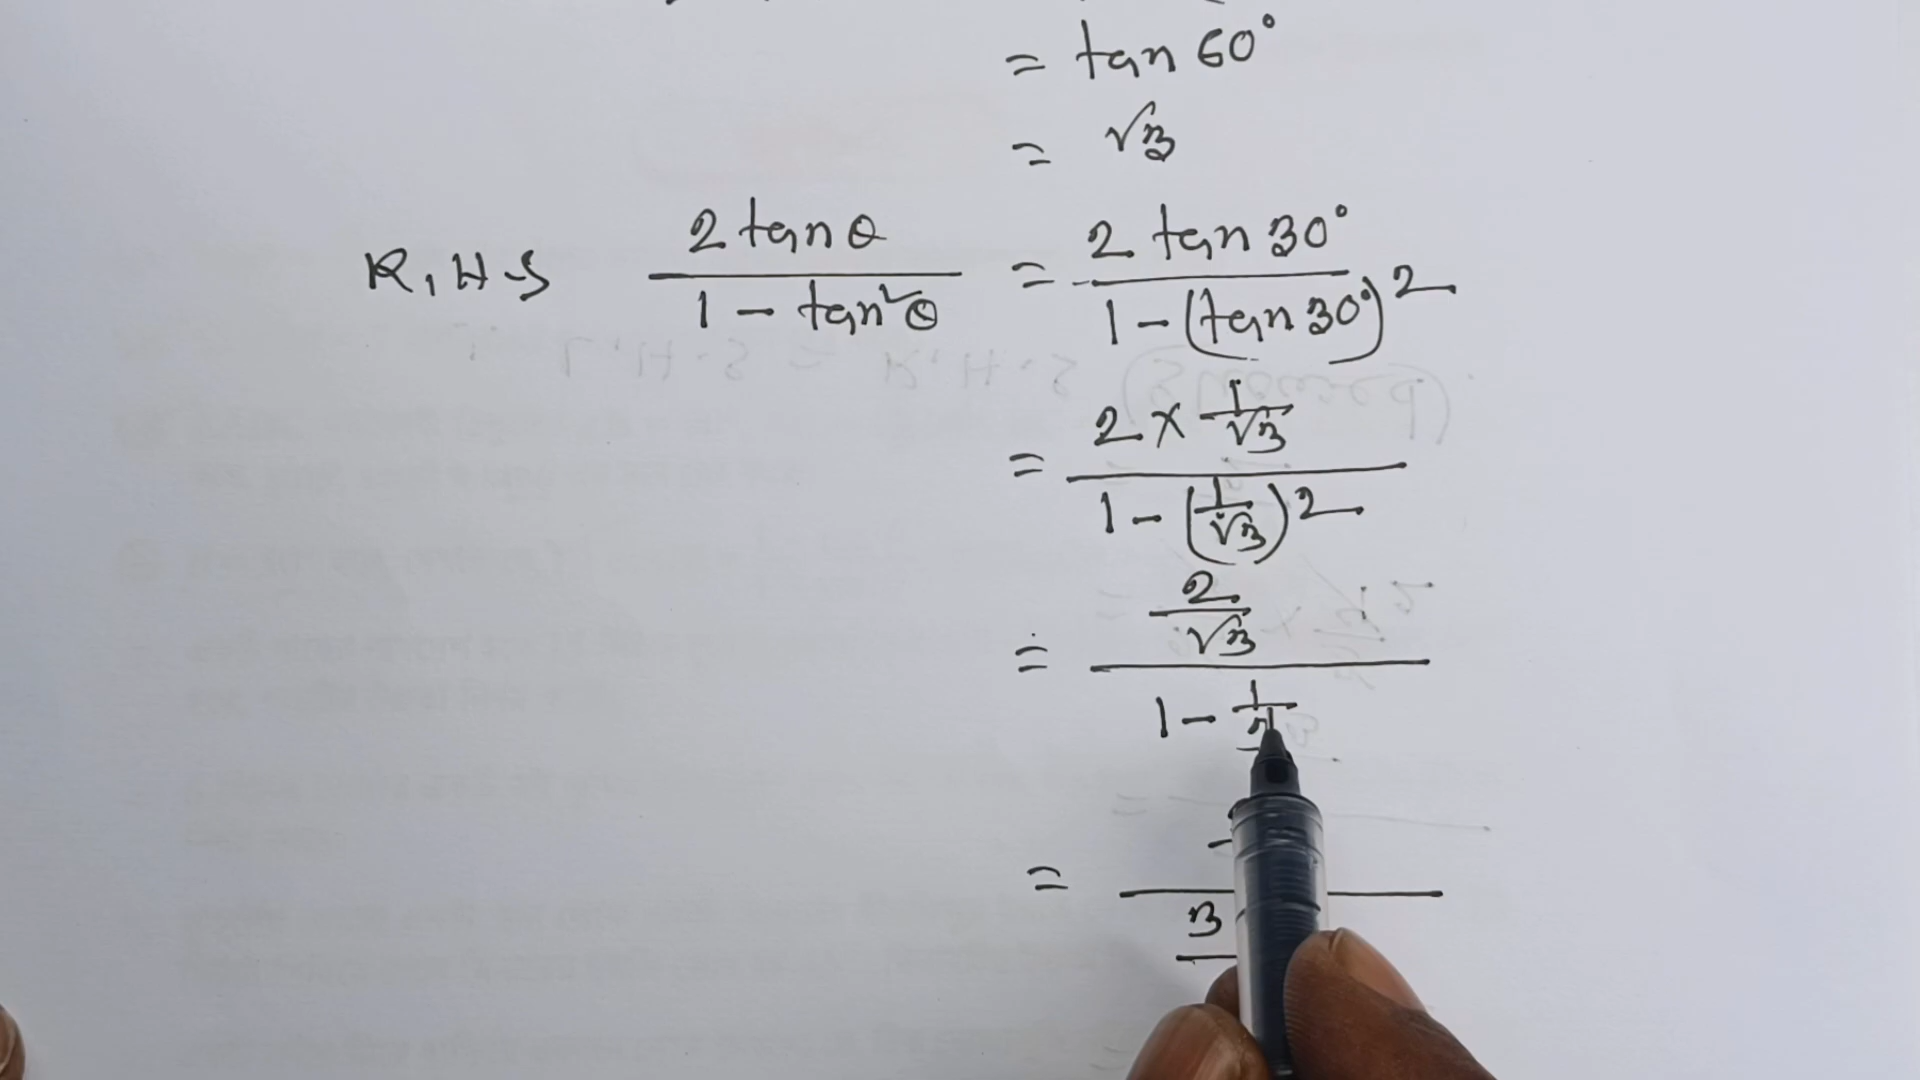 = tan 60°
= √3
R.H.S 2 tan θ / 1 - tan²θ = 2 tan 30° / 1 - (tan 30°)2
= 2 × 1/√3 / 1 - (1/√3)2
= 2/√3 / 1 - 1/3
= 3